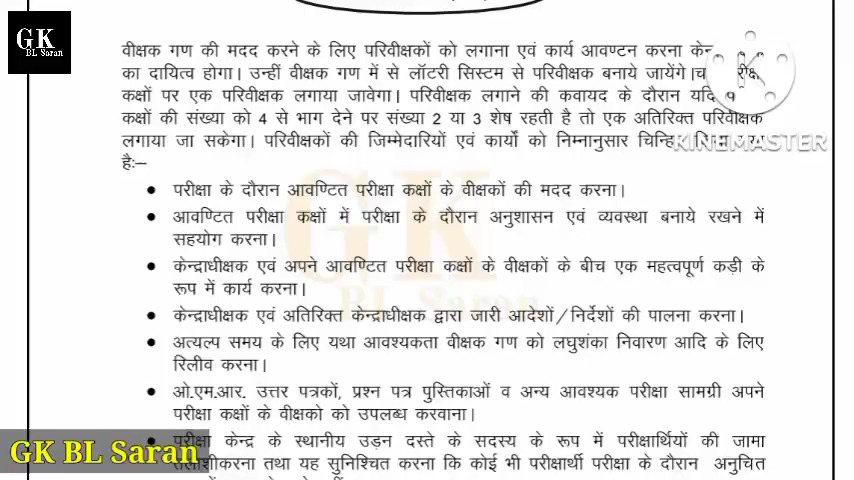 GK
BL Saran
वीक्षक गण की मदद करने के लिए परिवीक्षकों को लगाना एवं कार्य आवण्टन करना
का दायित्व होगा। उन्हीं वीक्षक गण में से लॉटरी सिस्टम से परिवीक्षक बनाये जायेंगे।
कक्षों पर एक परिवीक्षक लगाया जावेगा। परिवीक्षक लगाने की कवायद के दौरान यदि
कक्षों की संख्या को 4 से भाग देने पर संख्या 2 या 3 शेष रहती है तो एक अतिरिक्त परिवीक्षक
लगाया जा सकेगा। परिवीक्षकों की जिम्मेदारियों एवं कार्यों को निम्नानुसार
है:–
KINEMASTER
• परीक्षा के दौरान आवण्टित परीक्षा कक्षों के वीक्षकों की मदद करना।
• आवण्टित परीक्षा कक्षों में परीक्षा के दौरान अनुशासन एवं व्यवस्था बनाये रखने में
सहयोग करना।
• केन्द्राधीक्षक एवं अपने आवण्टित परीक्षा कक्षों के वीक्षकों के बीच एक महत्वपूर्ण कड़ी के
रूप में कार्य करना।
• केन्द्राधीक्षक एवं अतिरिक्त केन्द्राधीक्षक द्वारा जारी आदेशों/निर्देशों की पालना करना।
• अत्यल्प समय के लिए यथा आवश्यकता वीक्षक गण को लघुशंका निवारण आदि के लिए
रिलीव करना।
• ओ.एम.आर. उत्तर पत्रकों, प्रश्न पत्र पुस्तिकाओं व अन्य आवश्यक परीक्षा सामग्री अपने
परीक्षा कक्षों के वीक्षको को उपलब्ध करवाना।
• परीक्षा केन्द्र के स्थानीय उड़न दस्ते के सदस्य के रूप में परीक्षार्थियों की जामा
तलाशीकरना तथा यह सुनिश्चित करना कि कोई भी परीक्षार्थी परीक्षा के दौरान अनुचित
GK
BL Saran
GK BL Saran